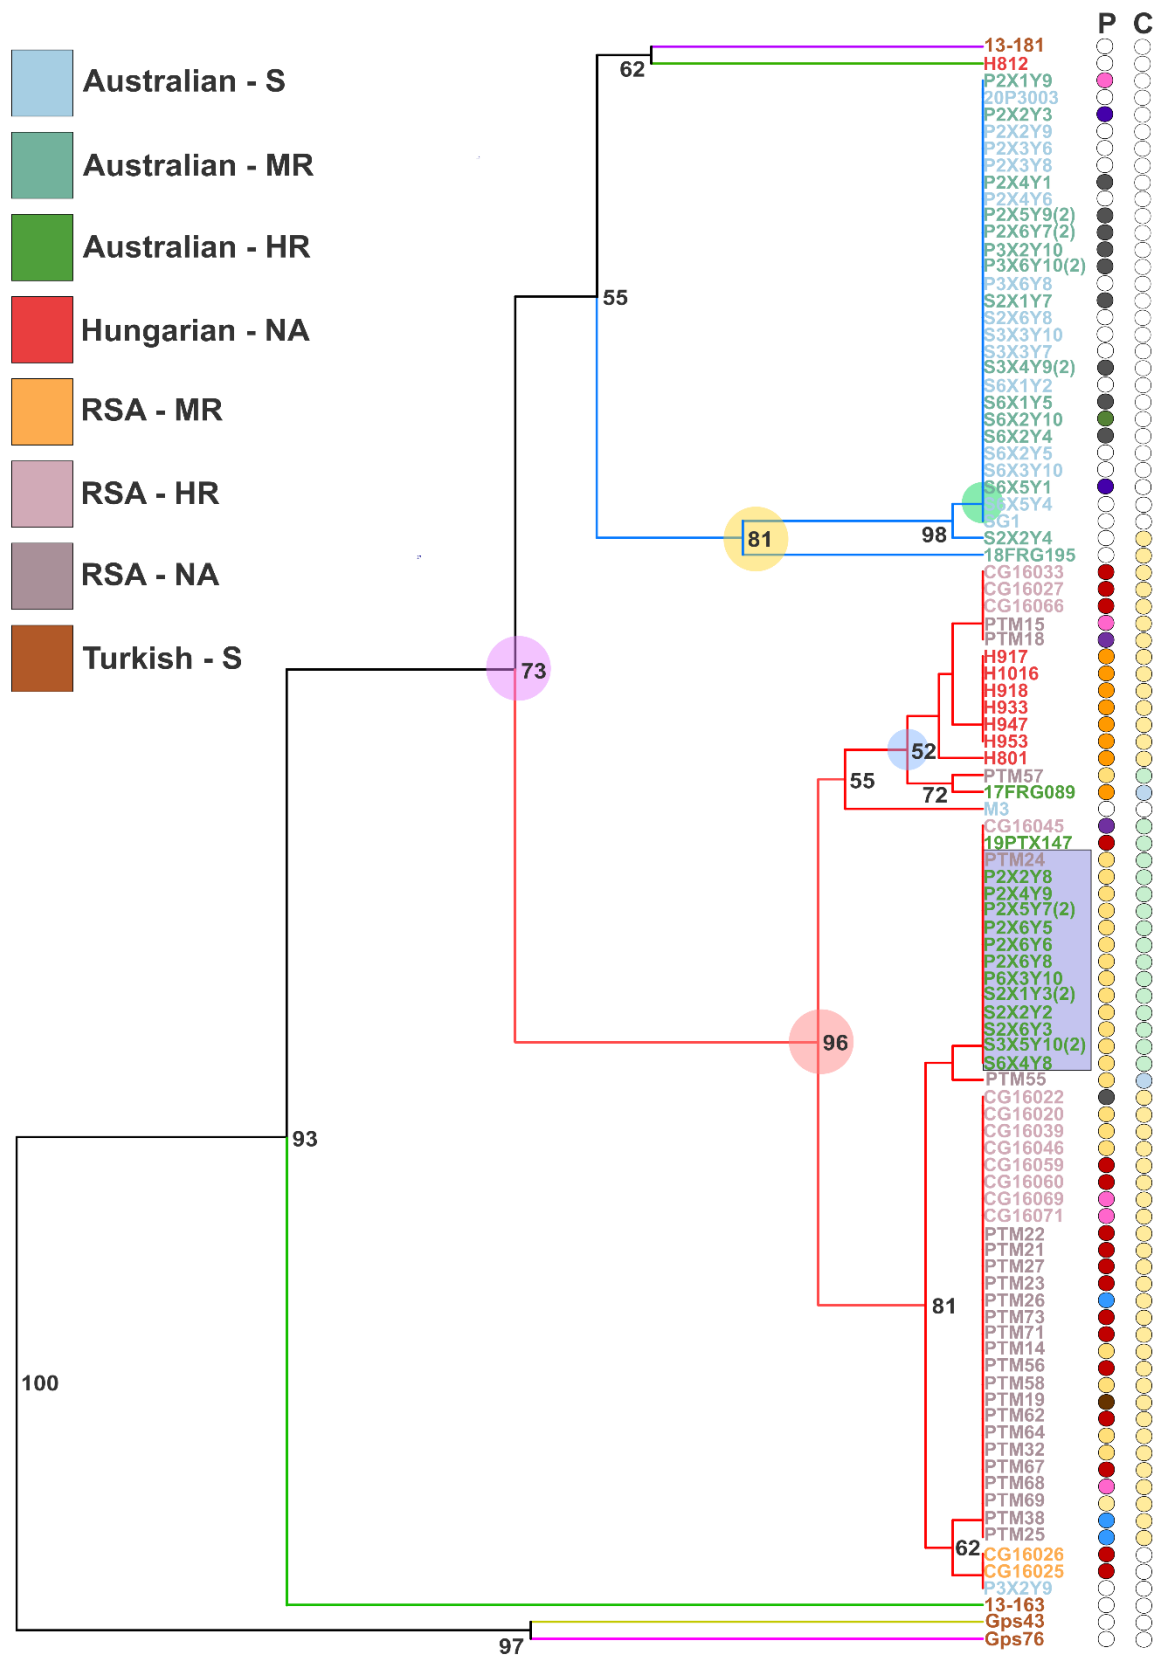 P C
Australian - S
Australian - MR
Australian - HR
Hungarian - NA
RSA - MR
RSA - HR
RSA - NA
Turkish - S
13-181
H812
P2X1Y9
20P3003
P2X2Y3
P2X2Y9
P2X3Y6
P2X3Y8
P2X4Y1
P2X4Y6
P2X5Y9(2)
P2X6Y7(2)
P3X2Y10
P3X6Y10(2)
P3X6Y8
S2X1Y7
S2X6Y8
S3X3Y10
S3X3Y7
S3X4Y9(2)
S6X1Y2
S6X1Y5
S6X2Y10
S6X2Y4
S6X2Y5
S6X3Y10
S6X5Y1
S6X5Y4
SG1
S2X2Y4
18FRG195
CG16033
CG16027
CG16066
PTM15
PTM18
H917
H1016
H918
H933
H947
H953
H801
PTM57
17FRG089
M3
CG16045
19PTX147
PTM24
P2X2Y8
P2X4Y9
P2X5Y7(2)
P2X6Y5
P2X6Y6
P2X6Y8
P6X3Y10
S2X1Y3(2)
S2X2Y2
S2X6Y3
S3X5Y10(2)
S6X4Y8
PTM55
CG16022
CG16020
CG16039
CG16046
CG16059
CG16060
CG16069
CG16071
PTM22
PTM21
PTM27
PTM23
PTM26
PTM73
PTM71
PTM14
PTM56
PTM58
PTM19
PTM62
PTM64
PTM32
PTM67
PTM68
PTM69
PTM38
PTM25
CG16026
CG16025
P3X2Y9
13-163
Gps43
Gps76
62
55
98
81
73
52
55
72
96
93
81
100
62
97